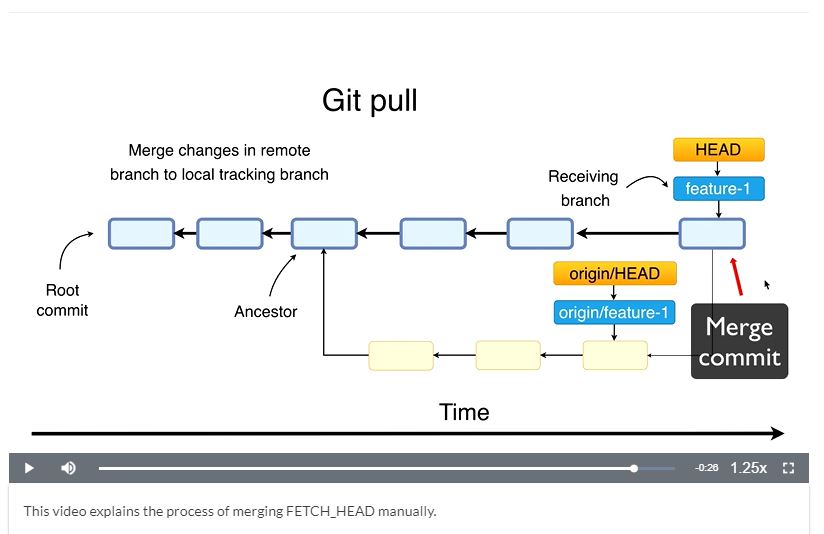 Git pull
Merge changes in remote
branch to local tracking branch
HEAD
Receiving
branch
feature-1
Root
commit
Ancestor
origin/HEAD
origin/feature-1
Merge
commit
Time
-0:26
1.25x
This video explains the process of merging FETCH_HEAD manually.